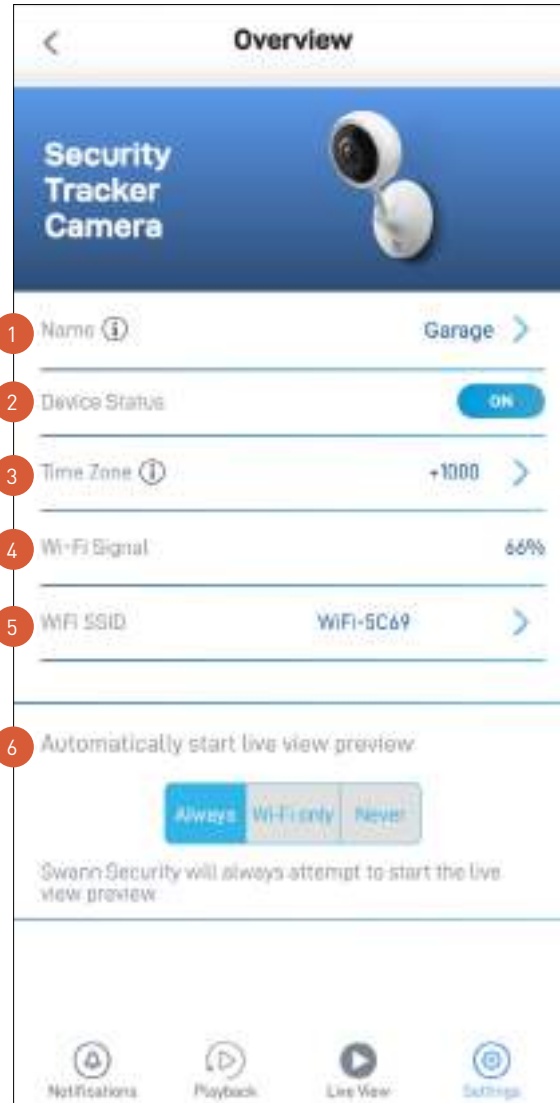 Overview
Security
Tracker
Camera
1 Name i Garage
2 Device Status ON
3 Time Zone i +1000
4 Wi-Fi Signal 66%
5 WiFi SSID WiFi-5C69
6 Automatically start live view preview
Always Wi-Fi only Never
Swann Security will always attempt to start the live
view preview
Notifications Playback Live View Settings